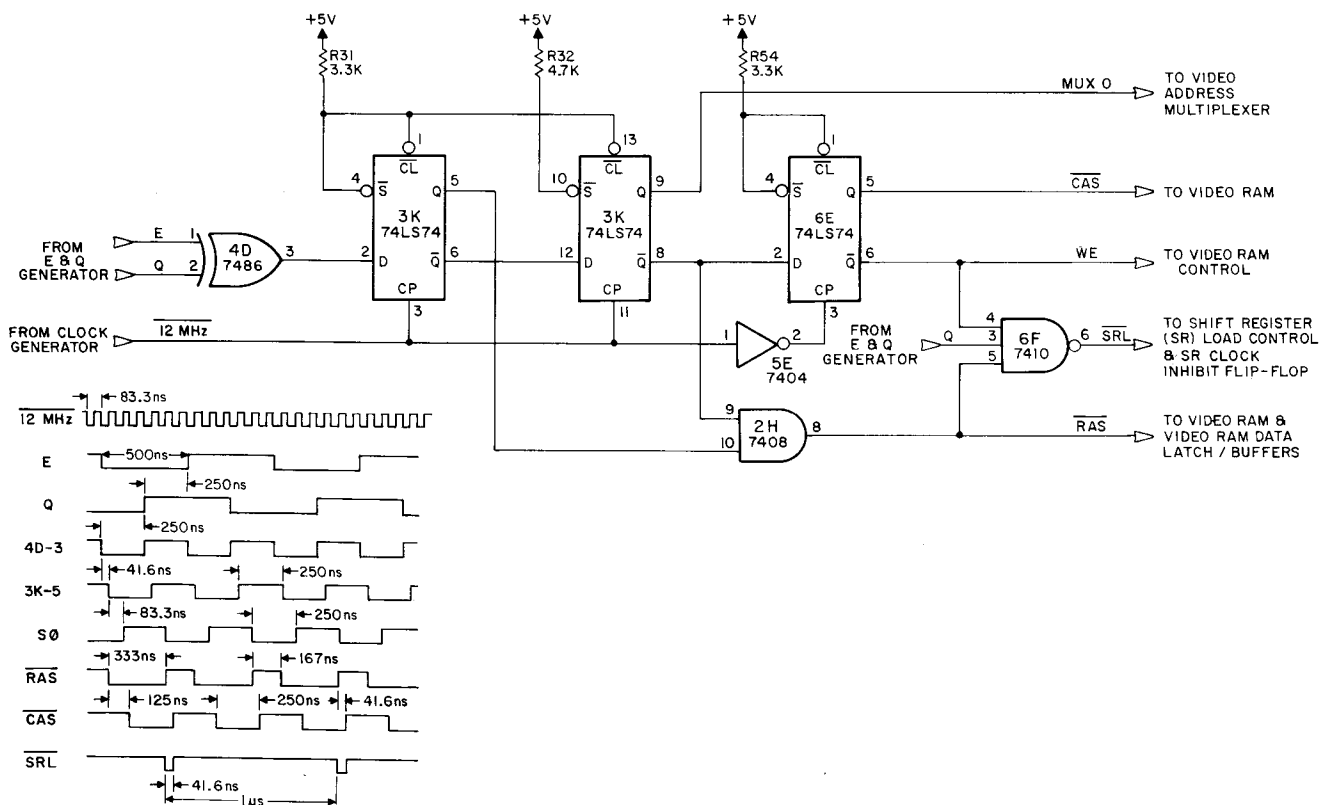 +5V
+5V
+5V
R31
3.3K
R32
4.7K
R54
3.3K
MUX 0
TO VIDEO
ADDRESS
MULTIPLEXER
1
13
1
4
S
CL
Q
5
10
S
CL
Q
9
4
S
CL
Q
5
CAS
TO VIDEO RAM
3K
74LS74
3K
74LS74
6E
74LS74
FROM
E & Q
GENERATOR
E
1
Q
2
4D
7486
3
2
D
Q
6
12
D
Q
8
2
D
Q
6
WE
TO VIDEO RAM
CONTROL
CP
3
CP
11
CP
3
FROM CLOCK
GENERATOR
12 MHz
1
2
5E
7404
FROM
E & Q
GENERATOR
Q
4
3
5
6F
7410
6
SRL
TO SHIFT REGISTER
(SR) LOAD CONTROL
& SR CLOCK
INHIBIT FLIP-FLOP
9
10
2H
7408
8
RAS
TO VIDEO RAM &
VIDEO RAM DATA
LATCH / BUFFERS
83.3ns
12 MHz
E
500ns
250ns
Q
250ns
4D-3
41.6ns
250ns
3K-5
83.3ns
250ns
SØ
333ns
167ns
RAS
125ns
250ns
41.6ns
CAS
SRL
41.6ns
1µs